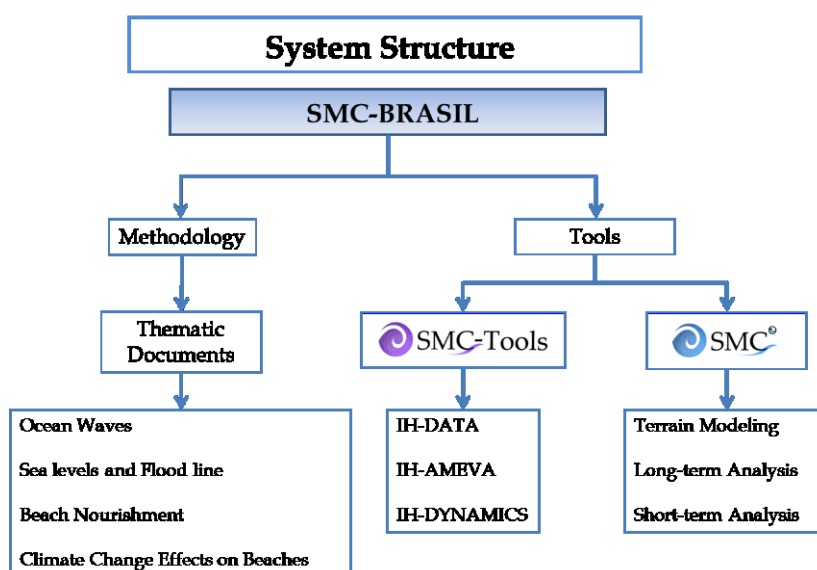 System Structure
SMC-BRASIL
Methodology
Tools
Thematic
Documents
SMC-Tools
SMC®
Ocean Waves
Sea levels and Flood line
Beach Nourishment
Climate Change Effects on Beaches
IH-DATA
IH-AMEVA
IH-DYNAMICS
Terrain Modeling
Long-term Analysis
Short-term Analysis